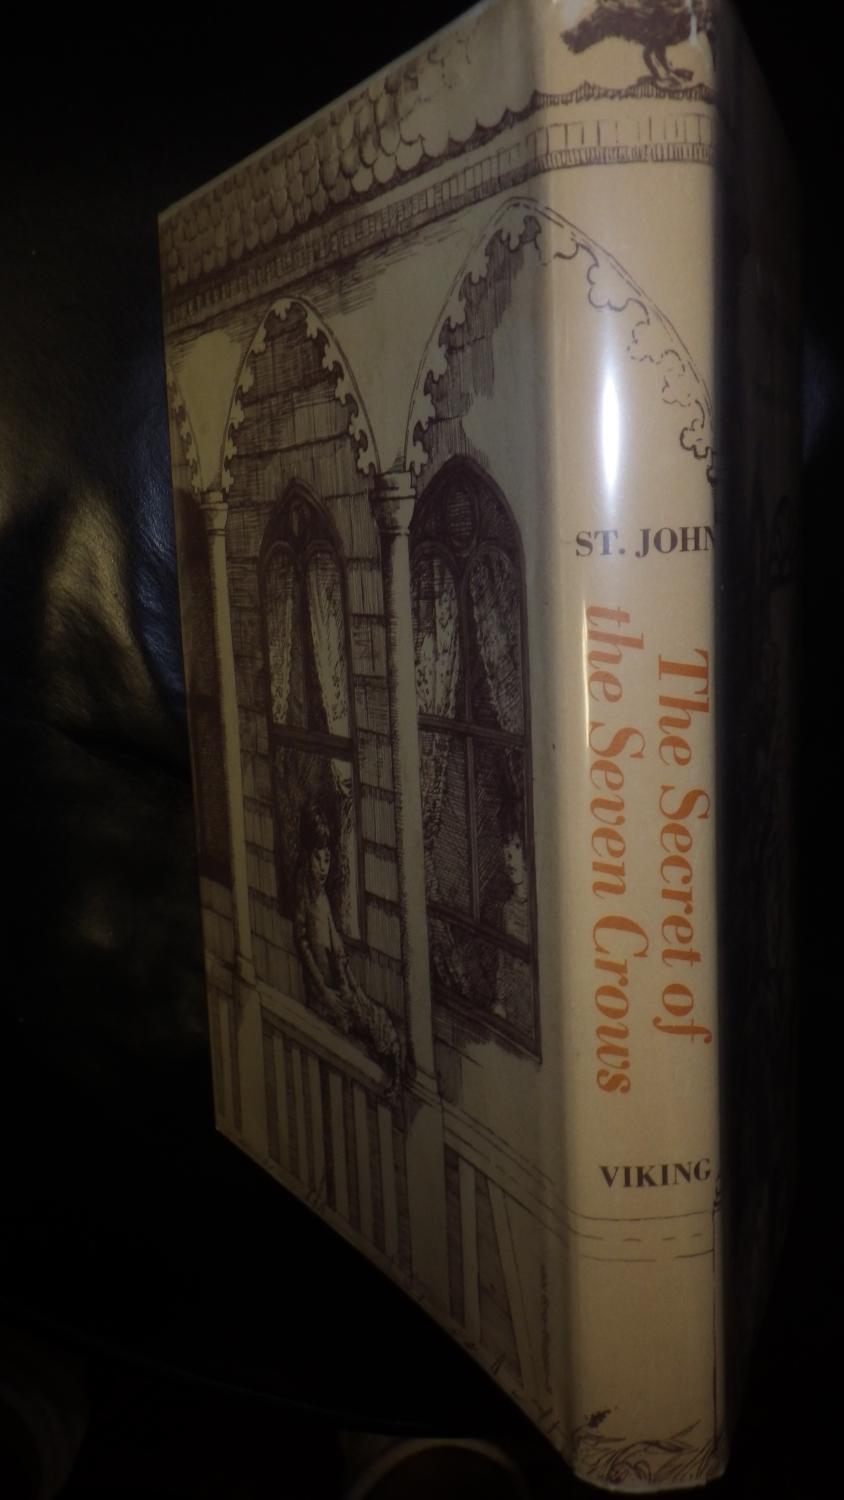 ST. JOHN
The Secret of
the Seven Crows
VIKING